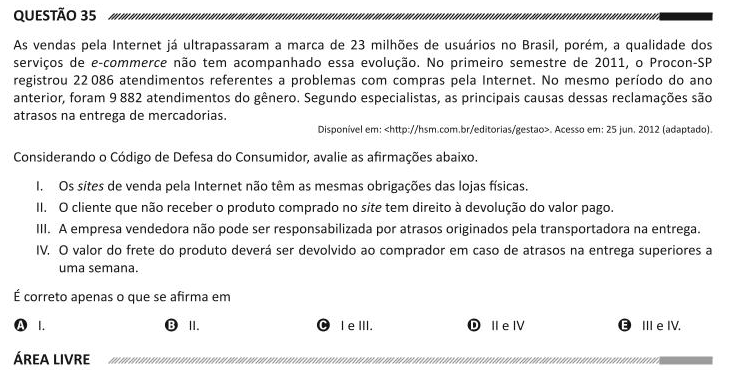 QUESTÃO 35
As vendas pela Internet já ultrapassaram a marca de 23 milhões de usuários no Brasil, porém, a qualidade dos
serviços de e-commerce não tem acompanhado essa evolução. No primeiro semestre de 2011, o Procon-SP
registrou 22 086 atendimentos referentes a problemas com compras pela Internet. No mesmo período do ano
anterior, foram 9 882 atendimentos do gênero. Segundo especialistas, as principais causas dessas reclamações são
atrasos na entrega de mercadorias.
Disponível em: <http://hsm.com.br/editorias/gestao>. Acesso em: 25 jun. 2012 (adaptado).
Considerando o Código de Defesa do Consumidor, avalie as afirmações abaixo.
I. Os sites de venda pela Internet não têm as mesmas obrigações das lojas físicas.
II. O cliente que não receber o produto comprado no site tem direito à devolução do valor pago.
III. A empresa vendedora não pode ser responsabilizada por atrasos originados pela transportadora na entrega.
IV. O valor do frete do produto deverá ser devolvido ao comprador em caso de atrasos na entrega superiores a
uma semana.
É correto apenas o que se afirma em
A I. B II. C I e III. D II e IV E III e IV.
ÁREA LIVRE